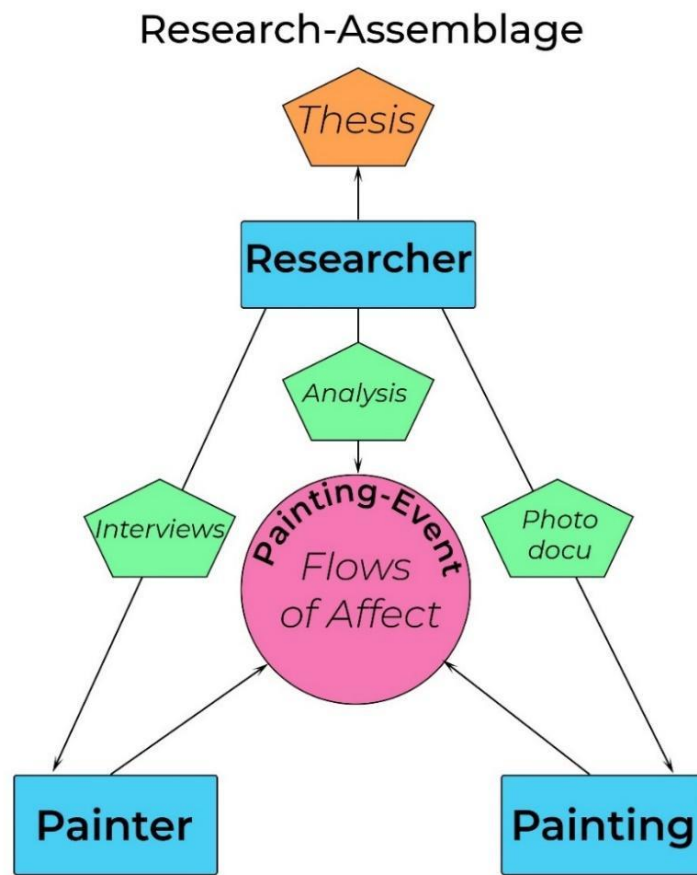 Research-Assemblage
Thesis
Researcher
Analysis
Interviews
Painting-Event
Flows
of Affect
Photo
docu
Painter
Painting